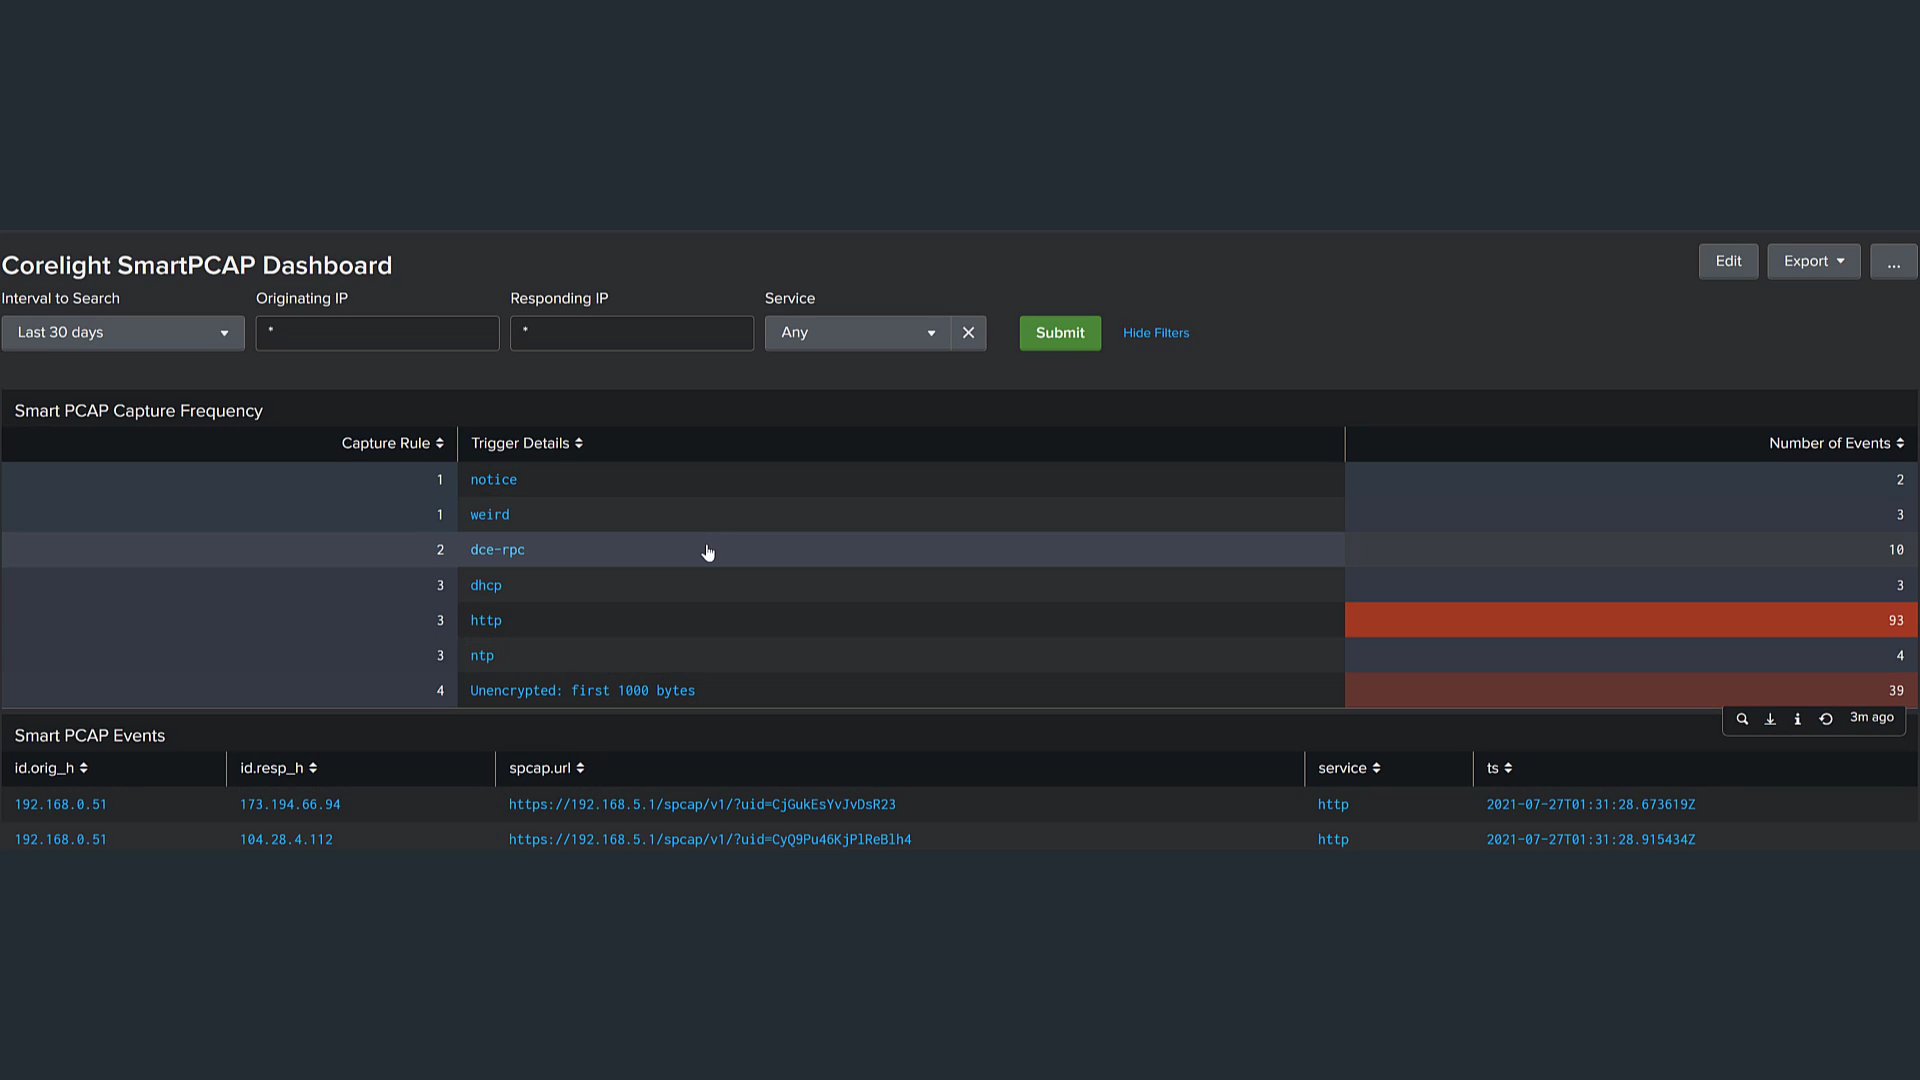 Corelight SmartPCAP Dashboard
Edit Export ...
Interval to Search Originating IP Responding IP Service
Last 30 days * * Any Submit Hide Filters
Smart PCAP Capture Frequency
Capture Rule Trigger Details Number of Events
1 notice 2
1 weird 3
2 dce-rpc 10
3 dhcp 3
3 http 93
3 ntp 4
4 Unencrypted: first 1000 bytes 39
3m ago
Smart PCAP Events
id.orig_h id.resp_h spcap.url service ts
192.168.0.51 173.194.66.94 https://192.168.5.1/spcap/v1/?uid=CjGukEsYvJvDsR23 http 2021-07-27T01:31:28.673619Z
192.168.0.51 104.28.4.112 https://192.168.5.1/spcap/v1/?uid=CyQ9Pu46KjPlReBlh4 http 2021-07-27T01:31:28.915434Z